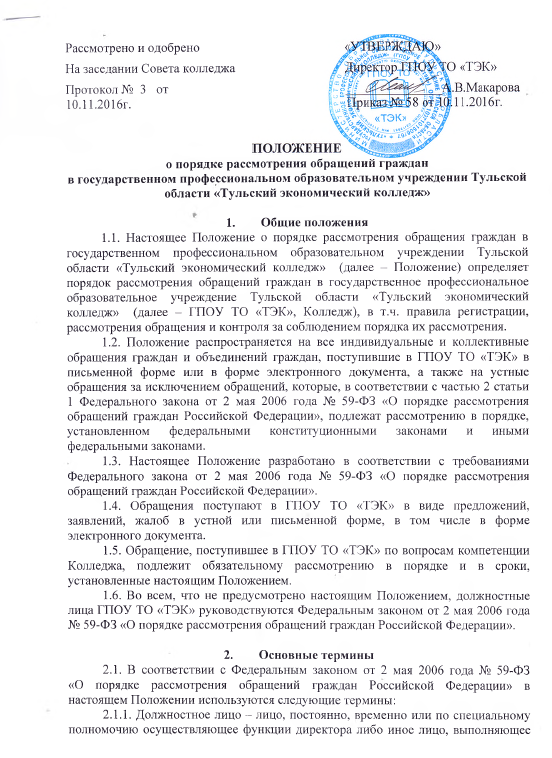 Рассмотрено и одобрено «УТВЕРЖДАЮ»
На заседании Совета колледжа Директор ГПОУ ТО «ТЭК»
Протокол № 3 от А.В.Макарова
10.11.2016г. Приказ № 58 от 10.11.2016г.
«ТЭК»
ПОЛОЖЕНИЕ
о порядке рассмотрения обращений граждан
в государственном профессиональном образовательном учреждении Тульской
области «Тульский экономический колледж»
1. Общие положения
1.1. Настоящее Положение о порядке рассмотрения обращения граждан в
государственном профессиональном образовательном учреждении Тульской
области «Тульский экономический колледж» (далее – Положение) определяет
порядок рассмотрения обращений граждан в государственное профессиональное
образовательное учреждение Тульской области «Тульский экономический
колледж» (далее – ГПОУ ТО «ТЭК», Колледж), в т.ч. правила регистрации,
рассмотрения обращения и контроля за соблюдением порядка их рассмотрения.
1.2. Положение распространяется на все индивидуальные и коллективные
обращения граждан и объединений граждан, поступившие в ГПОУ ТО «ТЭК» в
письменной форме или в форме электронного документа, а также на устные
обращения за исключением обращений, которые, в соответствии с частью 2 статьи
1 Федерального закона от 2 мая 2006 года № 59-ФЗ «О порядке рассмотрения
обращений граждан Российской Федерации», подлежат рассмотрению в порядке,
установленном федеральными конституционными законами и иными
федеральными законами.
1.3. Настоящее Положение разработано в соответствии с требованиями
Федерального закона от 2 мая 2006 года № 59-ФЗ «О порядке рассмотрения
обращений граждан Российской Федерации».
1.4. Обращения поступают в ГПОУ ТО «ТЭК» в виде предложений,
заявлений, жалоб в устной или письменной форме, в том числе в форме
электронного документа.
1.5. Обращение, поступившее в ГПОУ ТО «ТЭК» по вопросам компетенции
Колледжа, подлежит обязательному рассмотрению в порядке и в сроки,
установленные настоящим Положением.
1.6. Во всем, что не предусмотрено настоящим Положением, должностные
лица ГПОУ ТО «ТЭК» руководствуются Федеральным законом от 2 мая 2006 года
№ 59-ФЗ «О порядке рассмотрения обращений граждан Российской Федерации».
2. Основные термины
2.1. В соответствии с Федеральным законом от 2 мая 2006 года № 59-ФЗ
«О порядке рассмотрения обращений граждан Российской Федерации» в
настоящем Положении используются следующие термины:
2.1.1. Должностное лицо – лицо, постоянно, временно или по специальному
полномочию осуществляющее функции директора либо иное лицо, выполняющее